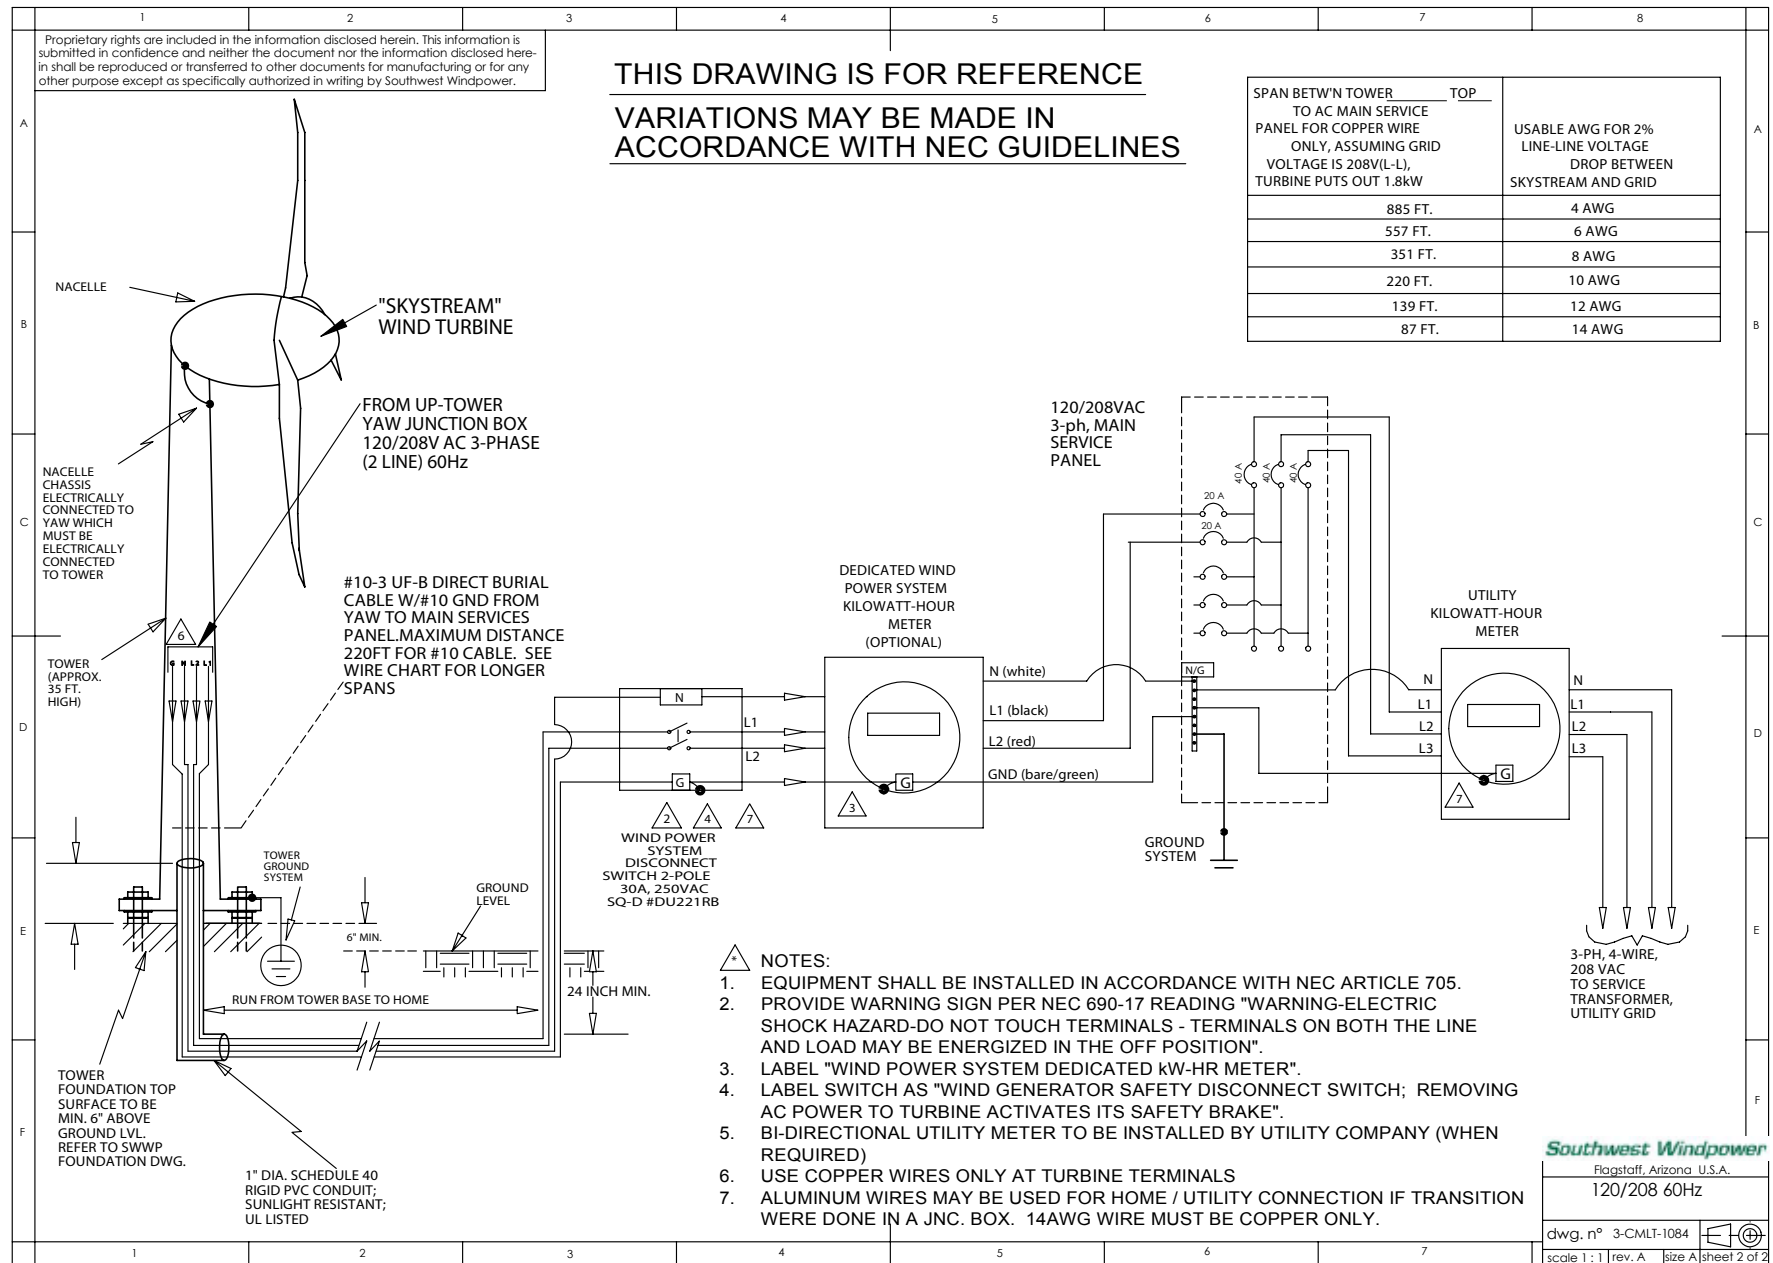 1 2 3 4 5 6 7 8
Proprietary rights are included in the information disclosed herein. This information is
submitted in confidence and neither the document nor the information disclosed here-
in shall be reproduced or transferred to other documents for manufacturing or for any
other purpose except as specifically authorized in writing by Southwest Windpower.
THIS DRAWING IS FOR REFERENCE
VARIATIONS MAY BE MADE IN
ACCORDANCE WITH NEC GUIDELINES
SPAN BETW'N TOWER TOP
TO AC MAIN SERVICE
PANEL FOR COPPER WIRE
ONLY, ASSUMING GRID
VOLTAGE IS 208V(L-L),
TURBINE PUTS OUT 1.8kW
USABLE AWG FOR 2%
LINE-LINE VOLTAGE
DROP BETWEEN
SKYSTREAM AND GRID
885 FT. 4 AWG
557 FT. 6 AWG
351 FT. 8 AWG
220 FT. 10 AWG
139 FT. 12 AWG
87 FT. 14 AWG
A
B
C
D
E
F
A
B
C
D
E
F
NACELLE
"SKYSTREAM"
WIND TURBINE
FROM UP-TOWER
YAW JUNCTION BOX
120/208V AC 3-PHASE
(2 LINE) 60Hz
NACELLE
CHASSIS
ELECTRICALLY
CONNECTED TO
YAW WHICH
MUST BE
ELECTRICALLY
CONNECTED
TO TOWER
#10-3 UF-B DIRECT BURIAL
CABLE W/#10 GND FROM
YAW TO MAIN SERVICES
PANEL.MAXIMUM DISTANCE
220FT FOR #10 CABLE. SEE
WIRE CHART FOR LONGER
SPANS
6
G N L2 L1
TOWER
(APPROX.
35 FT.
HIGH)
TOWER
GROUND
SYSTEM
GROUND
LEVEL
6" MIN.
24 INCH MIN.
RUN FROM TOWER BASE TO HOME
TOWER
FOUNDATION TOP
SURFACE TO BE
MIN. 6" ABOVE
GROUND LVL.
REFER TO SWWP
FOUNDATION DWG.
1" DIA. SCHEDULE 40
RIGID PVC CONDUIT;
SUNLIGHT RESISTANT;
UL LISTED
N
L1
L2
G
2 4 7
WIND POWER
SYSTEM
DISCONNECT
SWITCH 2-POLE
30A, 250VAC
SQ-D #DU221RB
DEDICATED WIND
POWER SYSTEM
KILOWATT-HOUR
METER
(OPTIONAL)
G
3
N (white)
L1 (black)
L2 (red)
GND (bare/green)
120/208VAC
3-ph, MAIN
SERVICE
PANEL
40 A
40 A
40 A
20 A
20 A
N/G
GROUND
SYSTEM
UTILITY
KILOWATT-HOUR
METER
N
L1
L2
L3
G
7
N
L1
L2
L3
3-PH, 4-WIRE,
208 VAC
TO SERVICE
TRANSFORMER,
UTILITY GRID
* NOTES:
1. EQUIPMENT SHALL BE INSTALLED IN ACCORDANCE WITH NEC ARTICLE 705.
2. PROVIDE WARNING SIGN PER NEC 690-17 READING "WARNING-ELECTRIC
SHOCK HAZARD-DO NOT TOUCH TERMINALS - TERMINALS ON BOTH THE LINE
AND LOAD MAY BE ENERGIZED IN THE OFF POSITION".
3. LABEL "WIND POWER SYSTEM DEDICATED kW-HR METER".
4. LABEL SWITCH AS "WIND GENERATOR SAFETY DISCONNECT SWITCH; REMOVING
AC POWER TO TURBINE ACTIVATES ITS SAFETY BRAKE".
5. BI-DIRECTIONAL UTILITY METER TO BE INSTALLED BY UTILITY COMPANY (WHEN
REQUIRED)
6. USE COPPER WIRES ONLY AT TURBINE TERMINALS
7. ALUMINUM WIRES MAY BE USED FOR HOME / UTILITY CONNECTION IF TRANSITION
WERE DONE IN A JNC. BOX. 14AWG WIRE MUST BE COPPER ONLY.
Southwest Windpower
Flagstaff, Arizona U.S.A.
120/208 60Hz
dwg. nº 3-CMLT-1084
scale 1 : 1 rev. A size A sheet 2 of 2
1 2 3 4 5 6 7